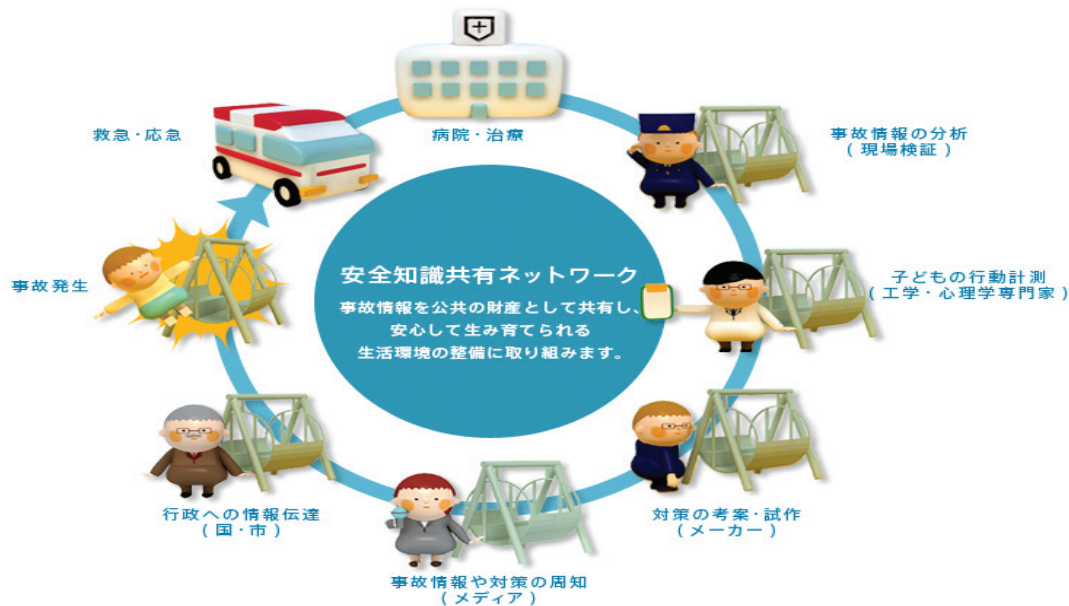 病院・治療
救急・応急
事故情報の分析
(現場検証)
子どもの行動計測
(工学・心理学専門家)
対策の考案・試作
(メーカー)
事故情報や対策の周知
(メディア)
行政への情報伝達
(国・市)
事故発生
安全知識共有ネットワーク
事故情報を公共の財産として共有し、
安心して生み育てられる
生活環境の整備に取り組みます。